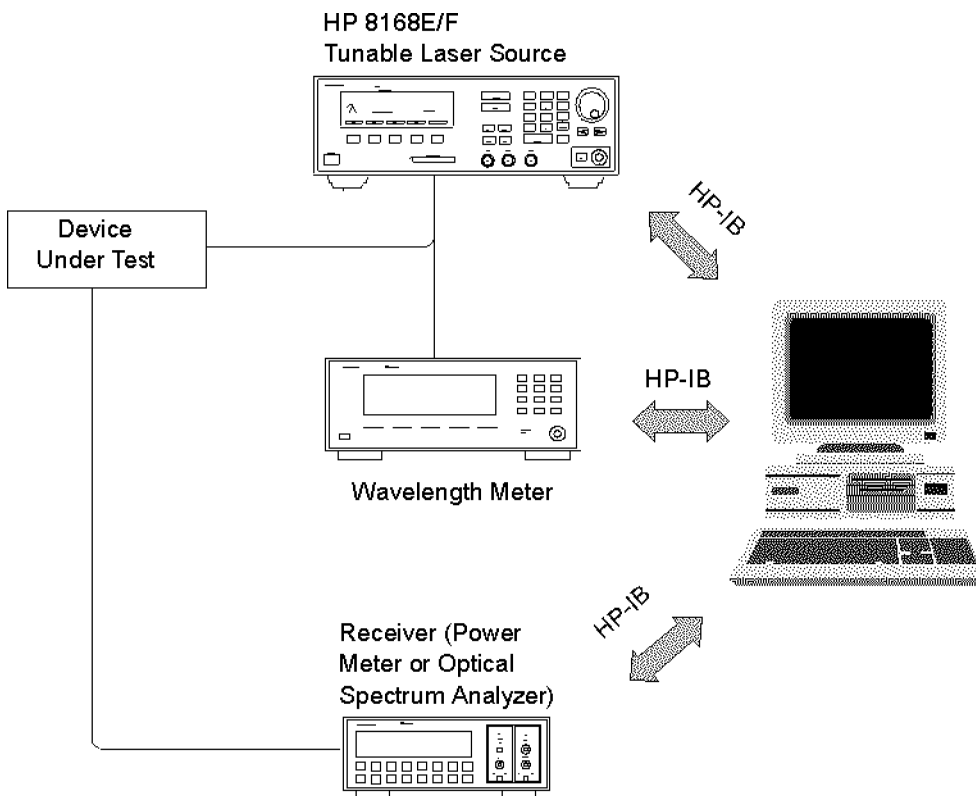 HP 8168E/F
Tunable Laser Source
HP-IB
Device
Under Test
HP-IB
Wavelength Meter
HP-IB
Receiver (Power
Meter or Optical
Spectrum Analyzer)